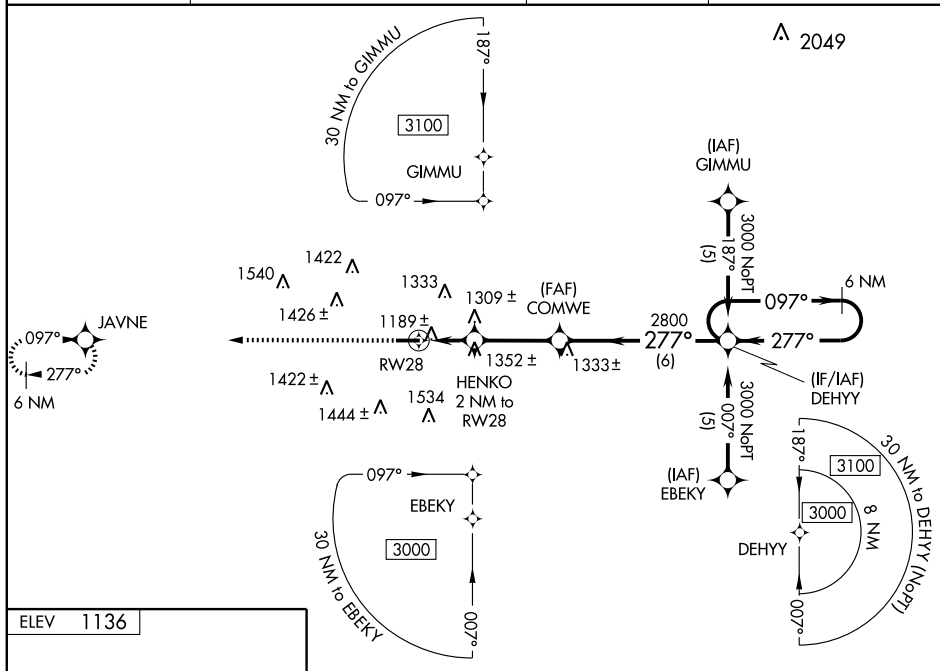 2049
30 NM to GIMMU
187°
3100
GIMMU
097°
(IAF)
GIMMU
3000 NoPT
187°
(5)
6 NM
097°
277°
1540
1422
1426 ±
1333
1309 ±
1189 ±
(FAF)
COMWE
2800
277°
(6)
097°
JAVNE
277°
6 NM
RW28
1352 ±
1333 ±
HENKO
2 NM to
RW28
(IF/IAF)
DEHYY
1422 ±
1444 ±
1534
3000 NoPT
007°
(5)
(IAF)
EBEKY
097°
EBEKY
3000
30 NM to EBEKY
007°
187°
3100
3000
8 NM
DEHYY
30 NM to DEHYY (NoPT)
007°
ELEV 1136